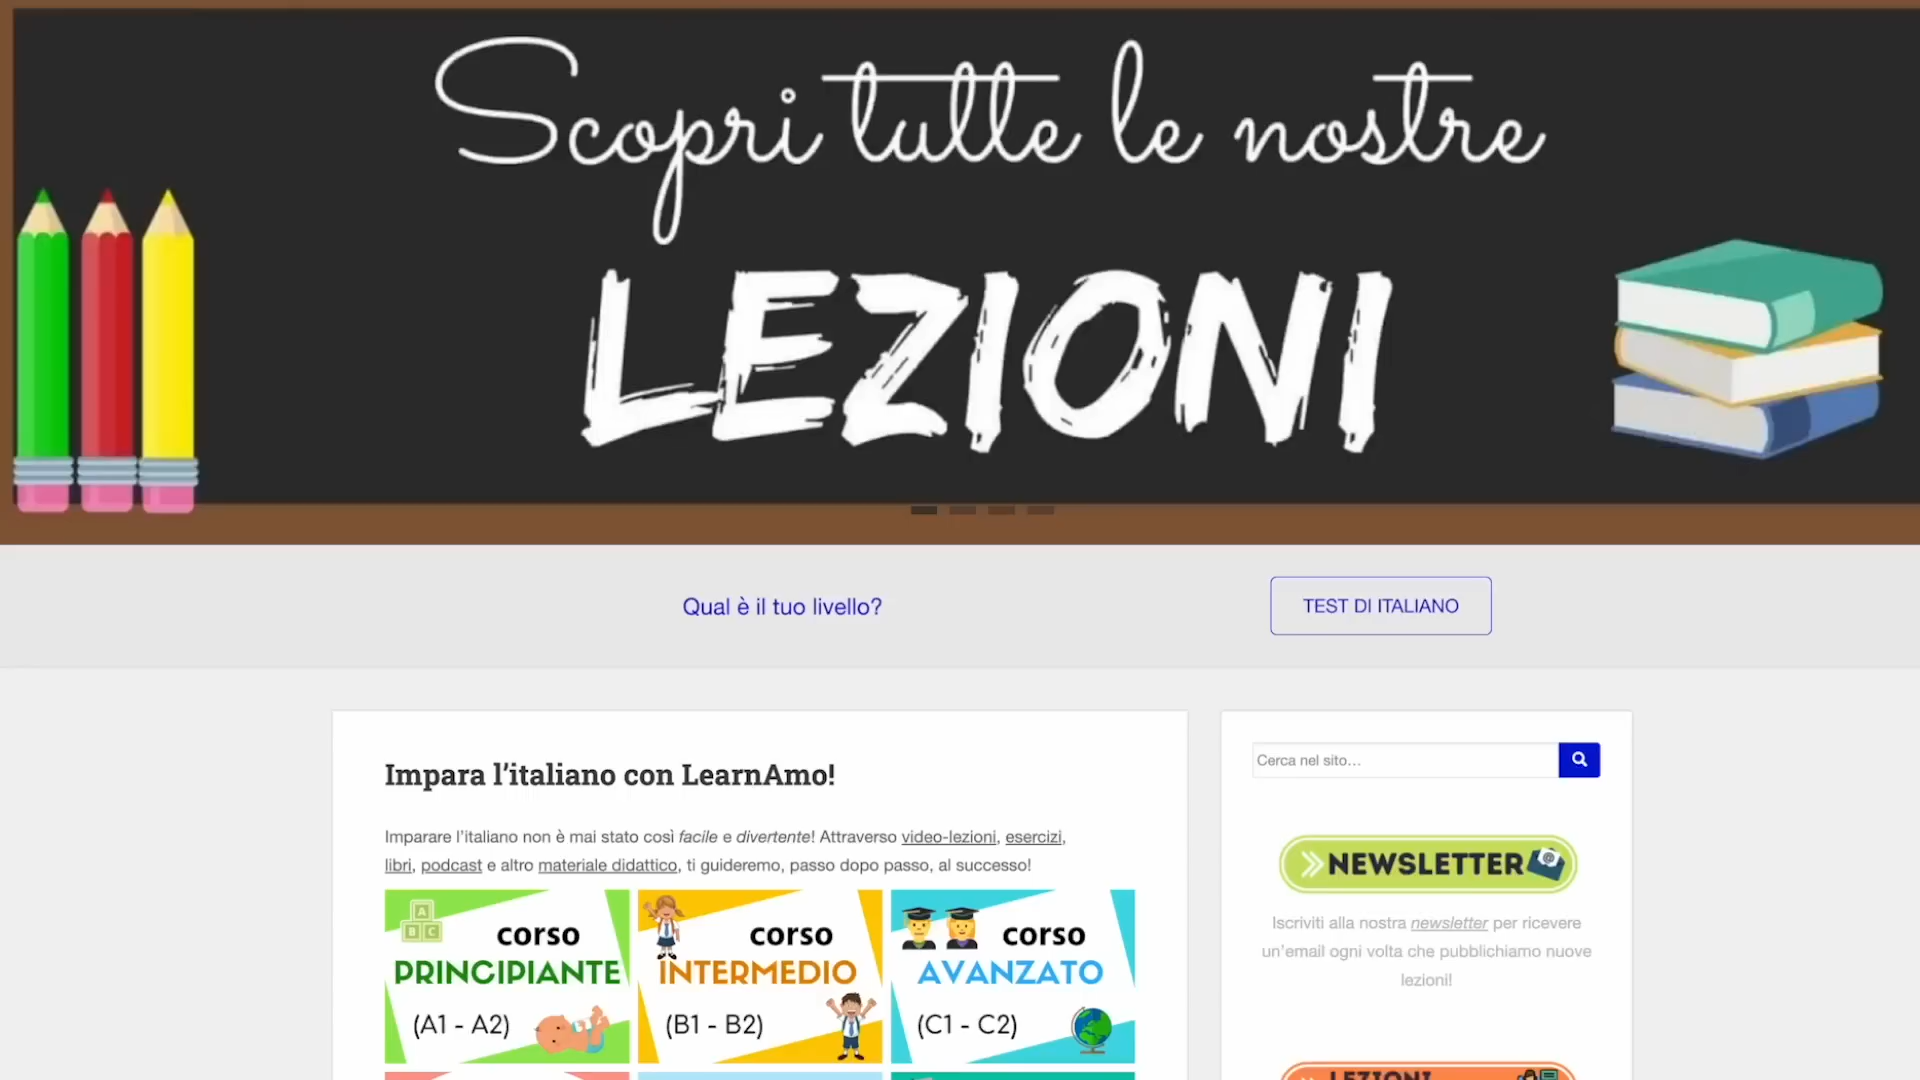 Scopri tutte le nostre
LEZIONI
Qual è il tuo livello?
TEST DI ITALIANO
Impara l’italiano con LearnAmo!
Imparare l’italiano non è mai stato così facile e divertente! Attraverso video-lezioni, esercizi,
libri, podcast e altro materiale didattico, ti guideremo, passo dopo passo, al successo!
A
B C
corso
PRINCIPIANTE
(A1 - A2)
corso
INTERMEDIO
(B1 - B2)
corso
AVANZATO
(C1 - C2)
Cerca nel sito...
NEWSLETTER
Iscriviti alla nostra newsletter per ricevere
un’email ogni volta che pubblichiamo nuove
lezioni!
LEZIONI